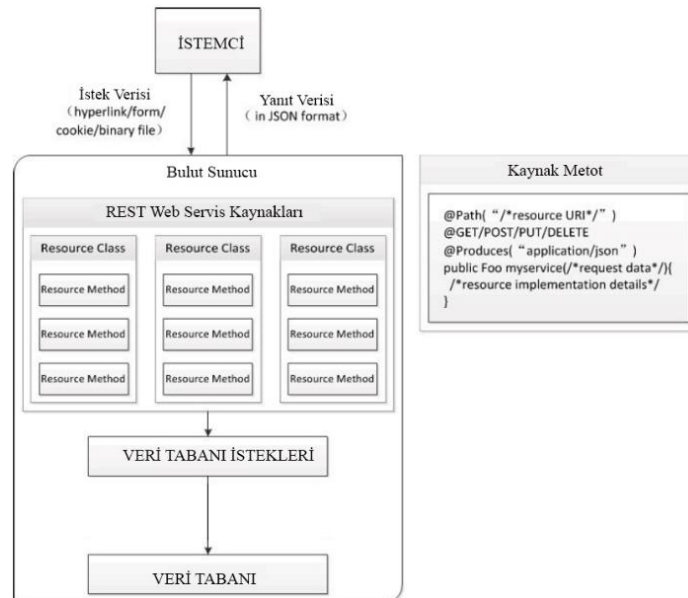 İSTEMCİ
İstek Verisi
(hyperlink/form/
cookie/binary file)
Yanıt Verisi
( in JSON format)
Bulut Sunucu
REST Web Servis Kaynakları
Resource Class
Resource Method
Resource Method
Resource Method
Resource Class
Resource Method
Resource Method
Resource Method
Resource Class
Resource Method
Resource Method
Resource Method
VERİ TABANI İSTEKLERİ
VERİ TABANI
Kaynak Metot
@Path( “/*resource URI*/” )
@GET/POST/PUT/DELETE
@Produces( “application/json” )
public Foo myservice(/*request data*/){
/*resource implementation details*/
}